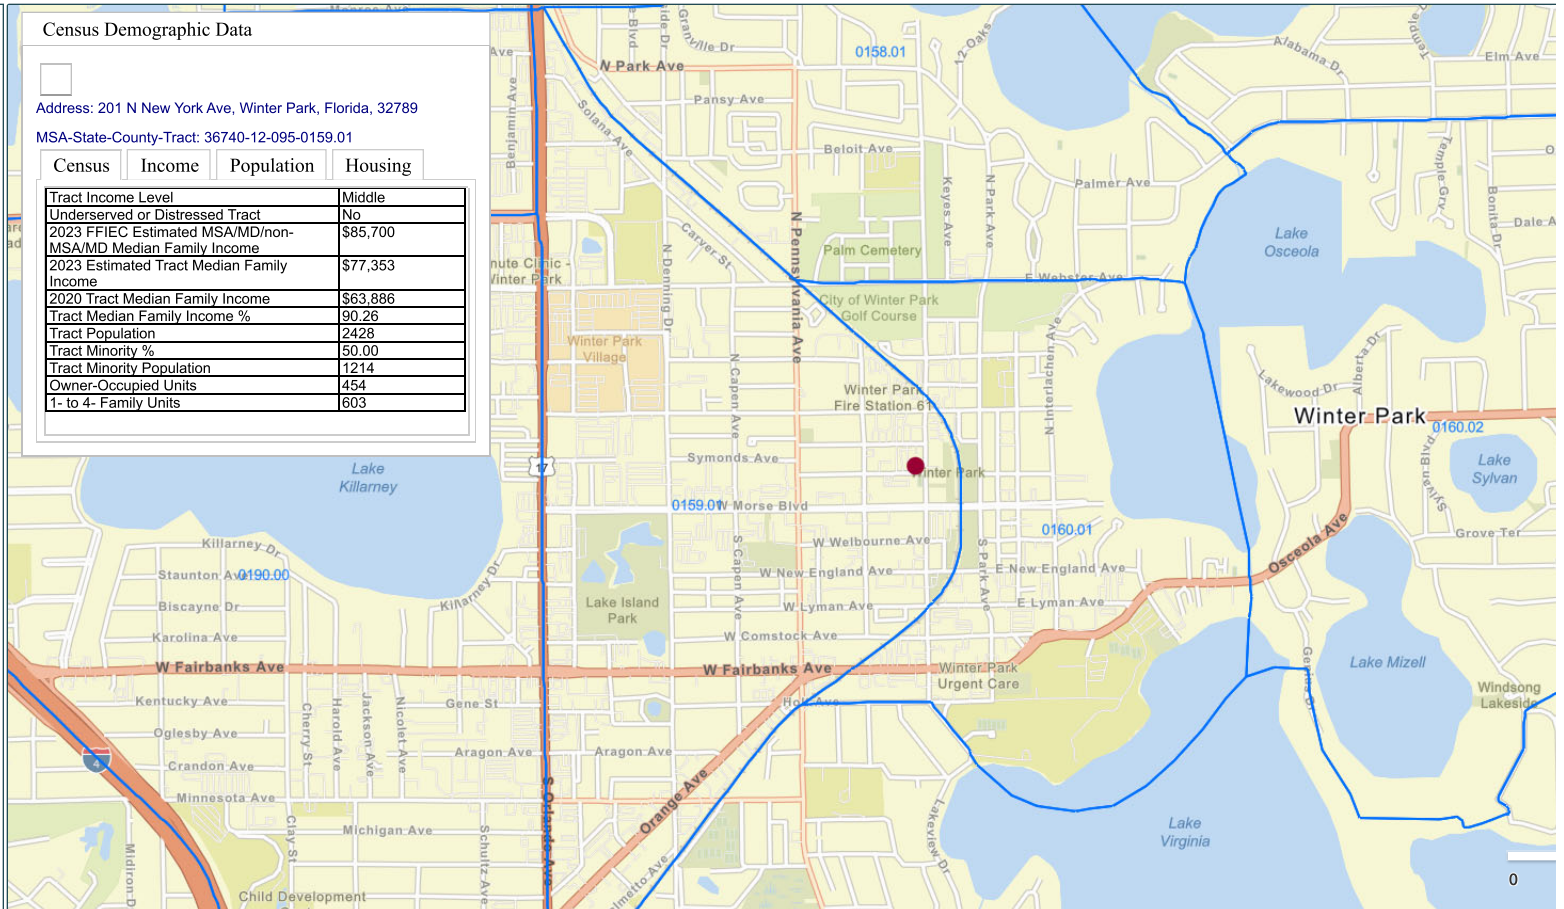 Census Demographic Data
Address: 201 N New York Ave, Winter Park, Florida, 32789
MSA-State-County-Tract: 36740-12-095-0159.01
Census Income Population Housing
Tract Income Level Middle
Underserved or Distressed Tract No
2023 FFIEC Estimated MSA/MD/non-
MSA/MD Median Family Income $85,700
2023 Estimated Tract Median Family
Income $77,353
2020 Tract Median Family Income $63,886
Tract Median Family Income % 90.26
Tract Population 2428
Tract Minority % 50.00
Tract Minority Population 1214
Owner-Occupied Units 454
1- to 4- Family Units 603
W Park Ave
Granville Dr
0158.01
12 Oaks
Alabama Dr
Elm Ave
Pansy Ave
Solana Ave
Benjamin Ave
Beloit Ave
Keyes Ave
N Park Ave
Palmer Ave
Bonita Dr
Dale A
Carver St
N Denning Dr
N Pennsylvania Ave
Palm Cemetery
Lake
Osceola
E Webster Ave
City of Winter Park
Golf Course
Winter Park
Village
N Capen Ave
Winter Park
Fire Station 61
N Interlachen Ave
Lakewood Dr
Alberta Dr
Winter Park
0160.02
Sylvan Blvd
Lake
Sylvan
Lake
Killarney
17
Symonds Ave
Winter Park
0159.01
W Morse Blvd
0160.01
Grove Ter
Killarney Dr
Staunton Ave
0190.00
Biscayne Dr
Killarney Dr
Karolina Ave
Lake Island
Park
S Capen Ave
W Welbourne Ave
W New England Ave
W Lyman Ave
W Comstock Ave
S Park Ave
E New England Ave
E Lyman Ave
Osceola Ave
W Fairbanks Ave
W Fairbanks Ave
Winter Park
Urgent Care
Genius Dr
Lake Mizell
Windsong
Lakeside
Kentucky Ave
Gene St
Holt Ave
Cherry St
Harold Ave
Jackson Ave
Nicolet Ave
Oglesby Ave
Aragon Ave
Aragon Ave
4
Crandon Ave
Minnesota Ave
Michigan Ave
Clay St
Schultz Ave
S Orlando Ave
Orange Ave
Lakeview Dr
Lake
Virginia
Child Development
0